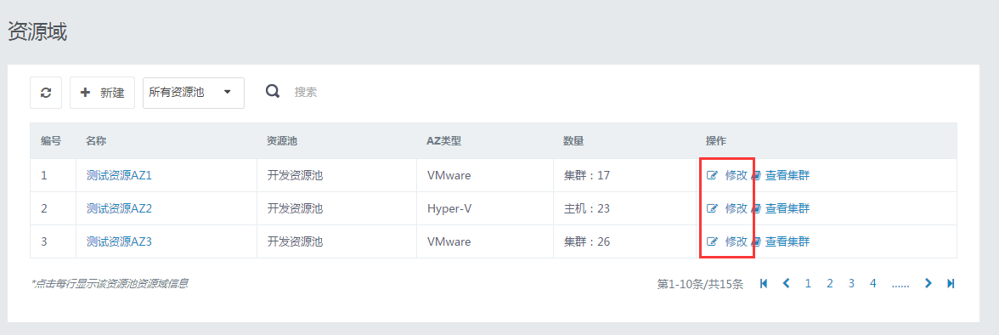 资源域
新建 所有资源池 搜索
编号 名称 资源池 AZ类型 数量 操作
1 测试资源AZ1 开发资源池 VMware 集群：17 修改 查看集群
2 测试资源AZ2 开发资源池 Hyper-V 主机：23 修改 查看集群
3 测试资源AZ3 开发资源池 VMware 集群：26 修改 查看集群
*点击每行显示该资源池资源域信息 第1-10条/共15条 1 2 3 4 ......